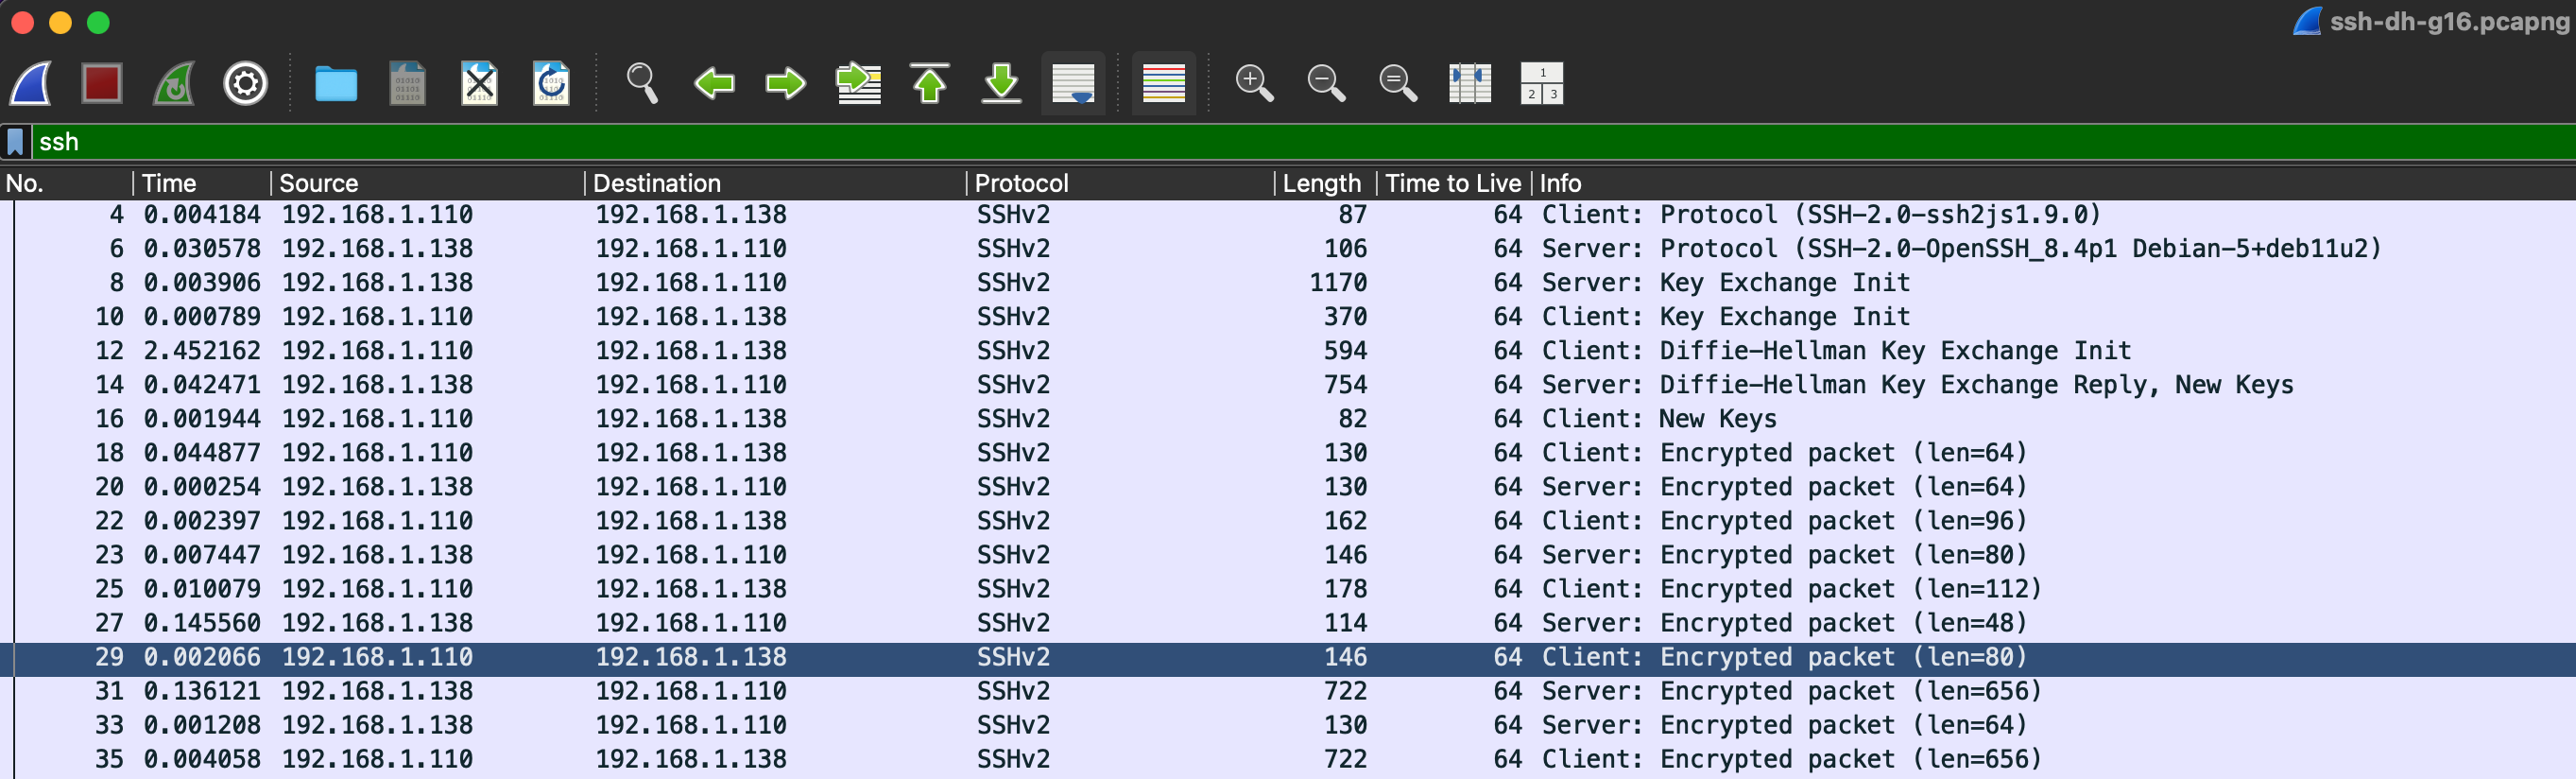 ssh-dh-g16.pcapng
ssh
No. Time Source Destination Protocol Length Time to Live Info
4 0.004184 192.168.1.110 192.168.1.138 SSHv2 87 64 Client: Protocol (SSH-2.0-ssh2js1.9.0)
6 0.030578 192.168.1.138 192.168.1.110 SSHv2 106 64 Server: Protocol (SSH-2.0-OpenSSH_8.4p1 Debian-5+deb11u2)
8 0.003906 192.168.1.138 192.168.1.110 SSHv2 1170 64 Server: Key Exchange Init
10 0.000789 192.168.1.110 192.168.1.138 SSHv2 370 64 Client: Key Exchange Init
12 2.452162 192.168.1.110 192.168.1.138 SSHv2 594 64 Client: Diffie-Hellman Key Exchange Init
14 0.042471 192.168.1.138 192.168.1.110 SSHv2 754 64 Server: Diffie-Hellman Key Exchange Reply, New Keys
16 0.001944 192.168.1.110 192.168.1.138 SSHv2 82 64 Client: New Keys
18 0.044877 192.168.1.110 192.168.1.138 SSHv2 130 64 Client: Encrypted packet (len=64)
20 0.000254 192.168.1.138 192.168.1.110 SSHv2 130 64 Server: Encrypted packet (len=64)
22 0.002397 192.168.1.110 192.168.1.138 SSHv2 162 64 Client: Encrypted packet (len=96)
23 0.007447 192.168.1.138 192.168.1.110 SSHv2 146 64 Server: Encrypted packet (len=80)
25 0.010079 192.168.1.110 192.168.1.138 SSHv2 178 64 Client: Encrypted packet (len=112)
27 0.145560 192.168.1.138 192.168.1.110 SSHv2 114 64 Server: Encrypted packet (len=48)
29 0.002066 192.168.1.110 192.168.1.138 SSHv2 146 64 Client: Encrypted packet (len=80)
31 0.136121 192.168.1.138 192.168.1.110 SSHv2 722 64 Server: Encrypted packet (len=656)
33 0.001208 192.168.1.138 192.168.1.110 SSHv2 130 64 Server: Encrypted packet (len=64)
35 0.004058 192.168.1.110 192.168.1.138 SSHv2 722 64 Client: Encrypted packet (len=656)